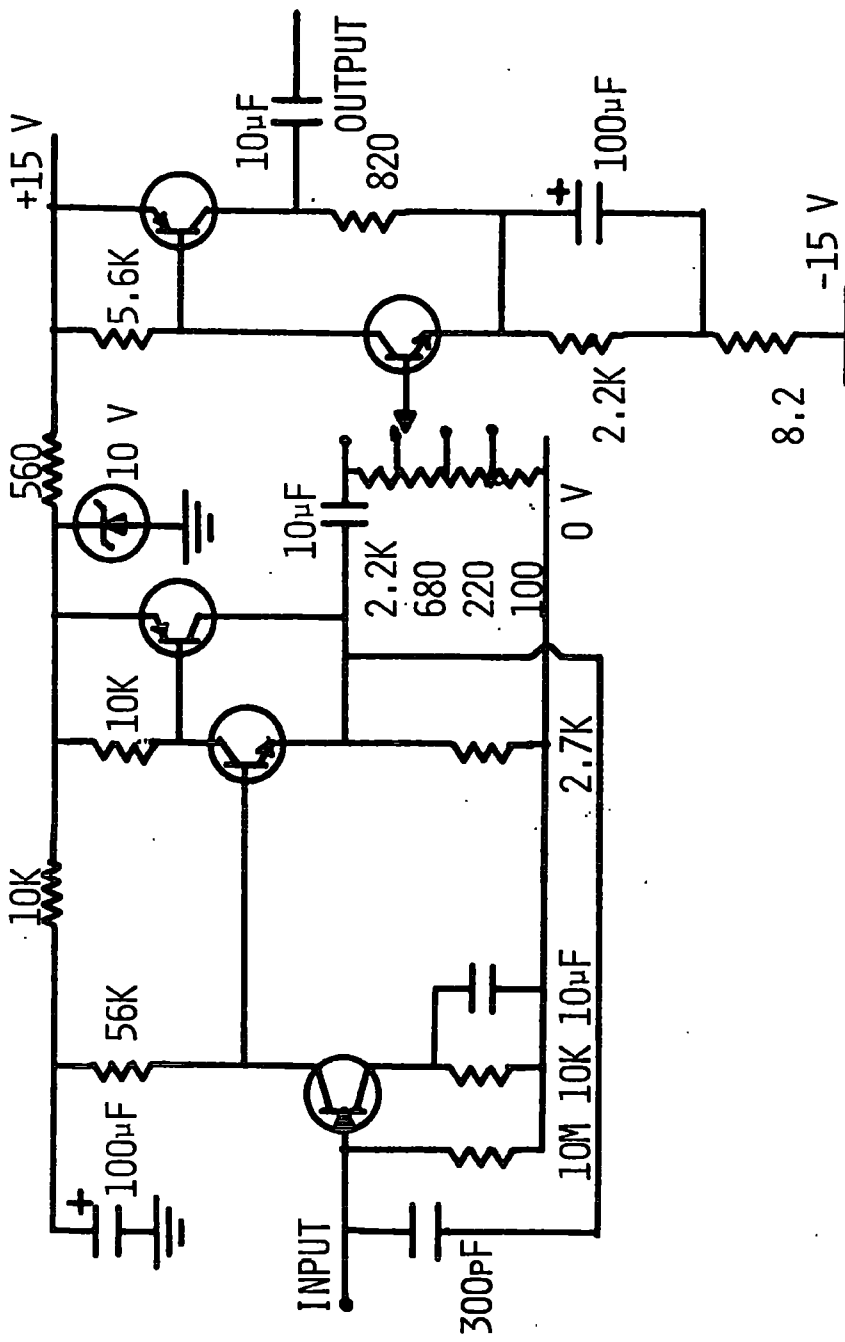 +15 V
560
10K
10 V
5.6K
10µF
OUTPUT
820
+
100µF
10K
56K
+
100µF
10µF
2.2K
680
220
100
0 V
2.2K
8.2
-15 V
INPUT
300PF
10M
10K
10µF
2.7K